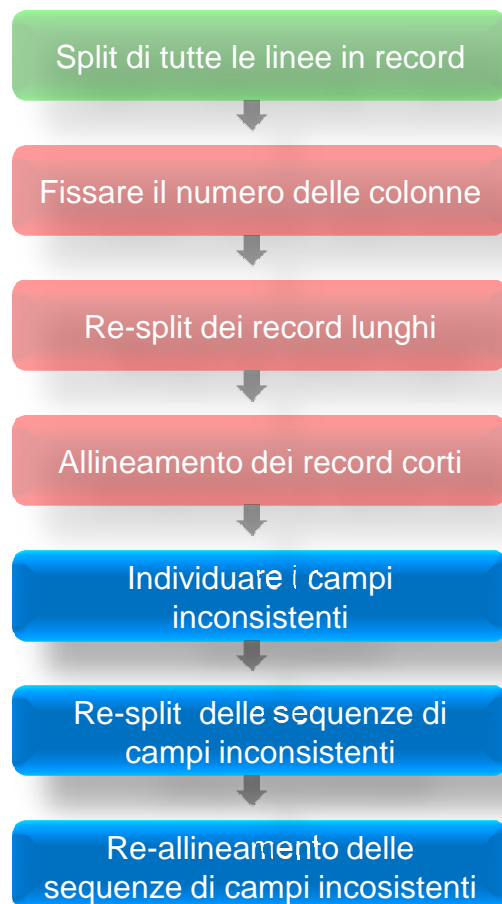 Split di tutte le linee in record
Fissare il numero delle colonne
Re-split dei record lunghi
Allineamento dei record corti
Individuare i campi
inconsistenti
Re-split delle sequenze di
campi inconsistenti
Re-allineamento delle
sequenze di campi incosistenti